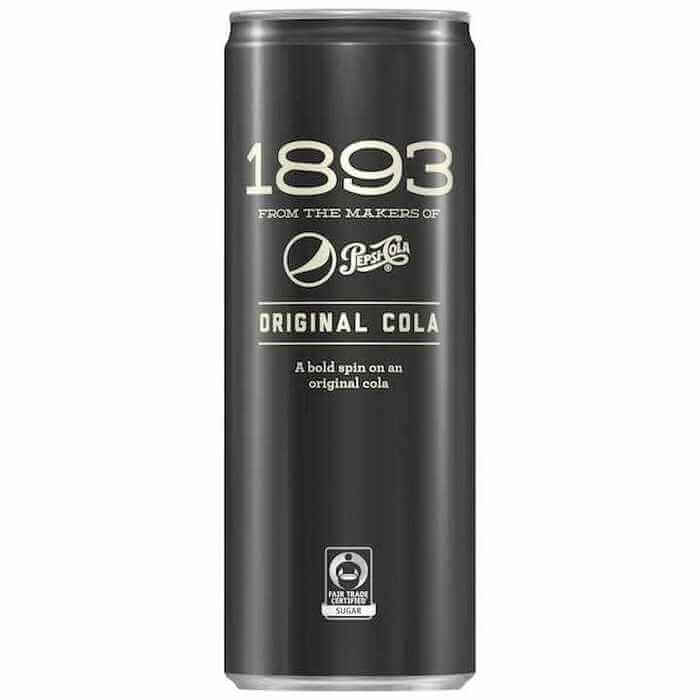 1893
FROM THE MAKERS OF
PEPSI-COLA
®
ORIGINAL COLA
A bold spin on an
original cola
FAIR TRADE
CERTIFIED
SUGAR